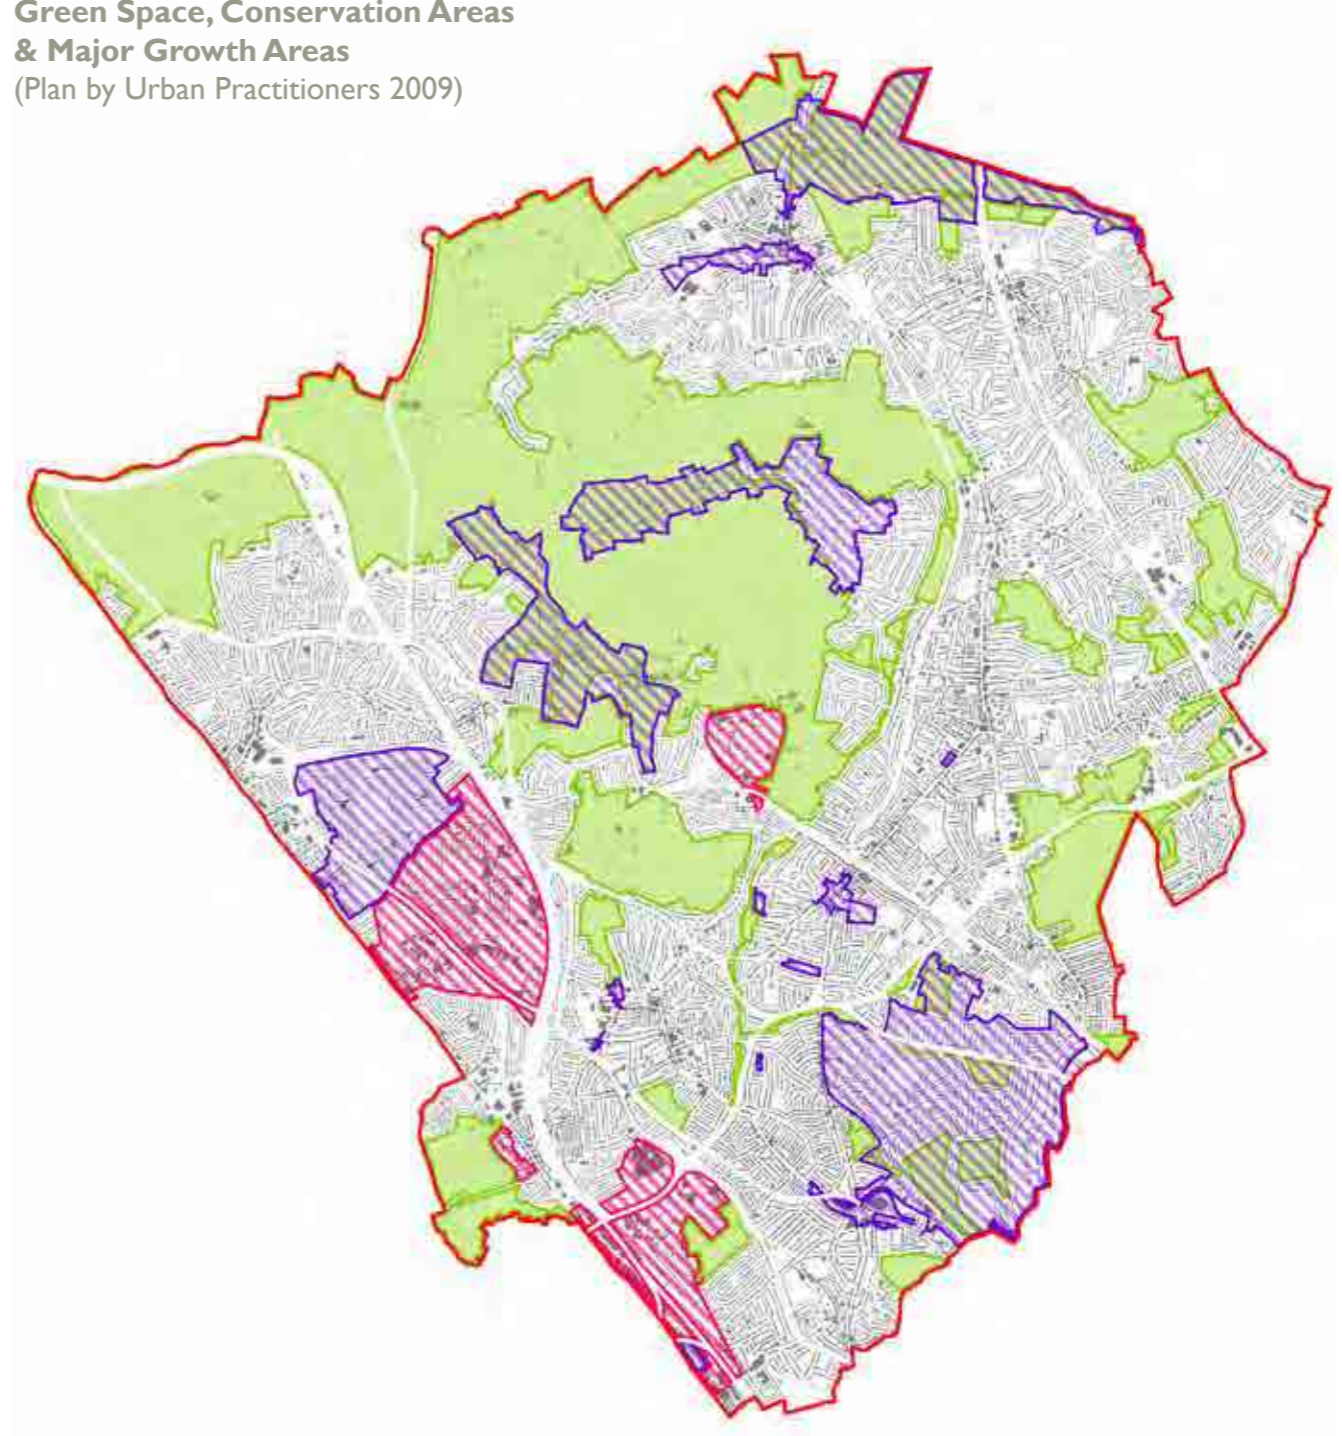 Green Space, Conservation Areas
& Major Growth Areas
(Plan by Urban Practitioners 2009)